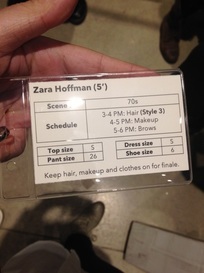 Zara Hoffman (5')
Scene 70s
Schedule
3-4 PM: Hair (Style 3)
4-5 PM: Makeup
5-6 PM: Brows
Top size S Dress size S
Pant size 26 Shoe size 6
Keep hair, makeup and clothes on for finale.